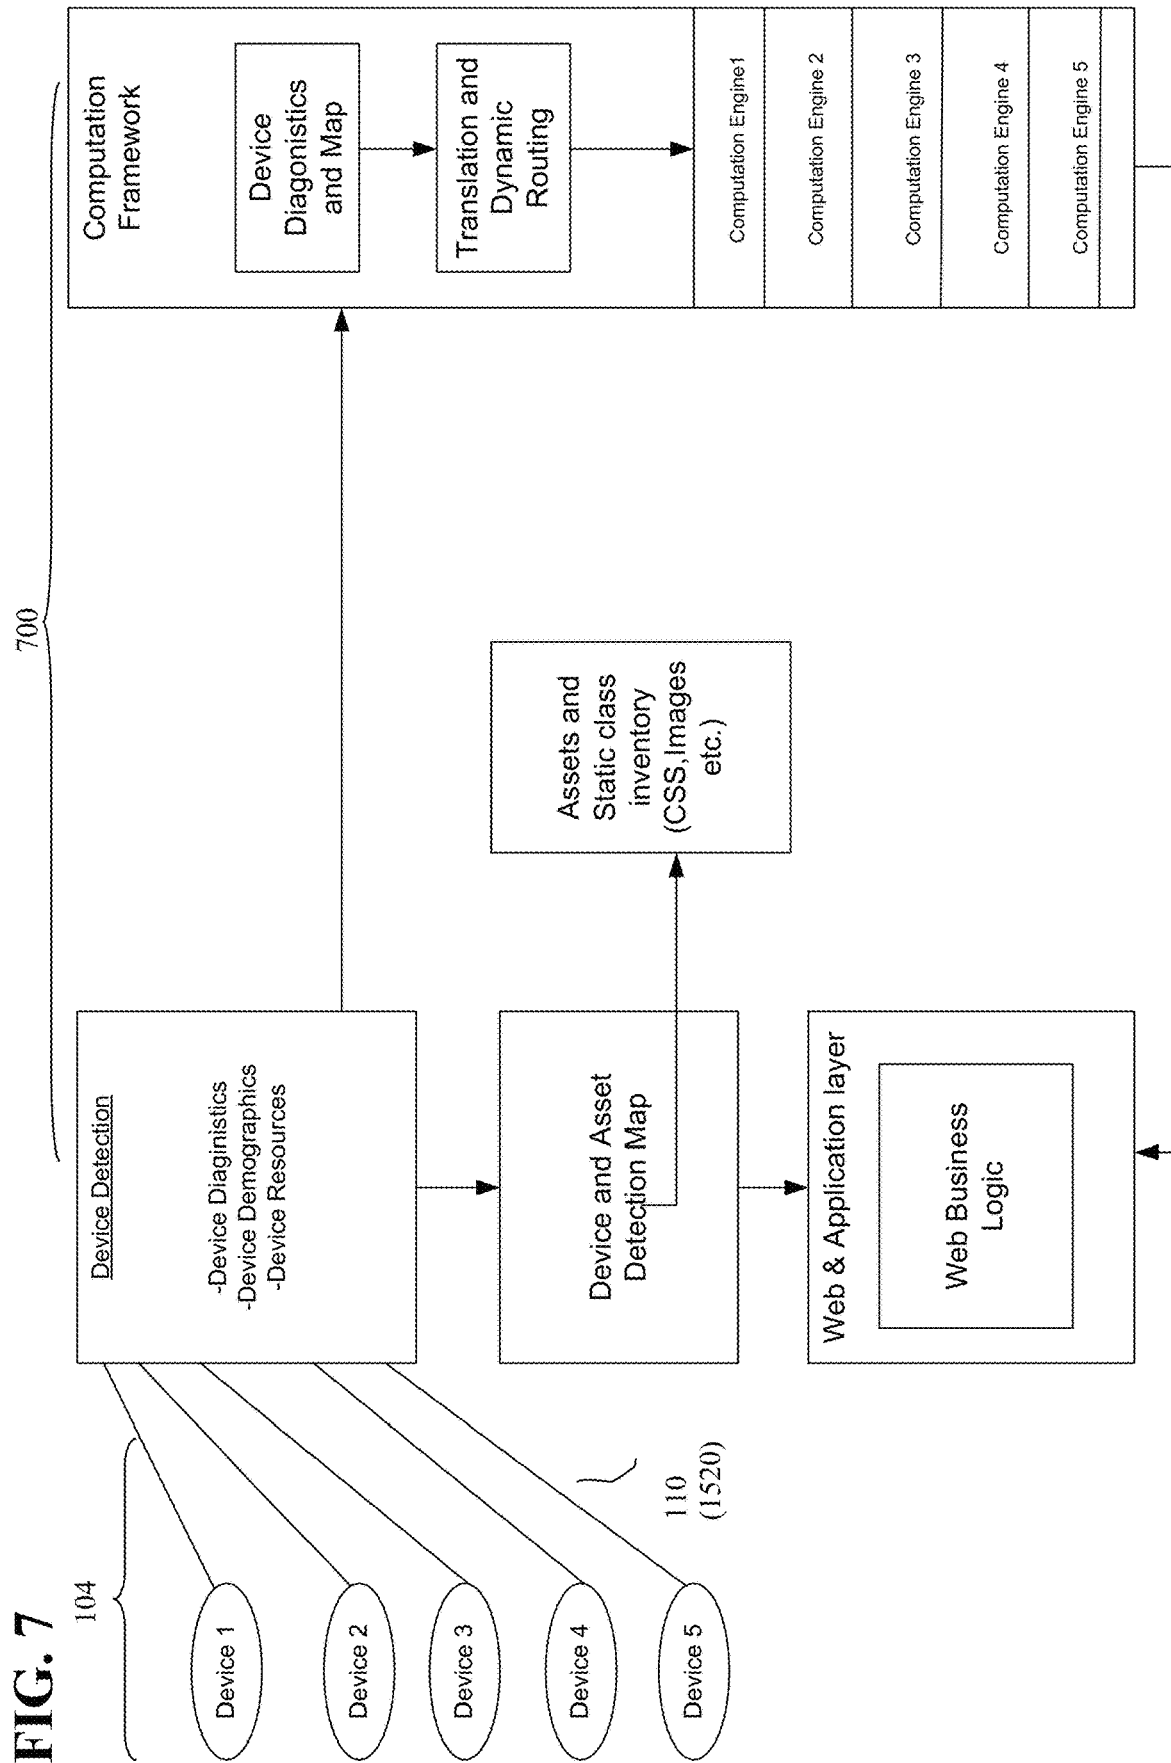 FIG. 7
104
700
Device 1
Device 2
Device 3
Device 4
Device 5
110
(1520)
Device Detection
-Device Diaginistics
-Device Demographics
-Device Resources
Device and Asset
Detection Map
Web & Application layer
Web Business
Logic
Assets and
Static class
inventory
(CSS,Images
etc.)
Computation
Framework
Device
Diagonistics
and Map
Translation and
Dynamic
Routing
Computation Engine1
Computation Engine 2
Computation Engine 3
Computation Engine 4
Computation Engine 5